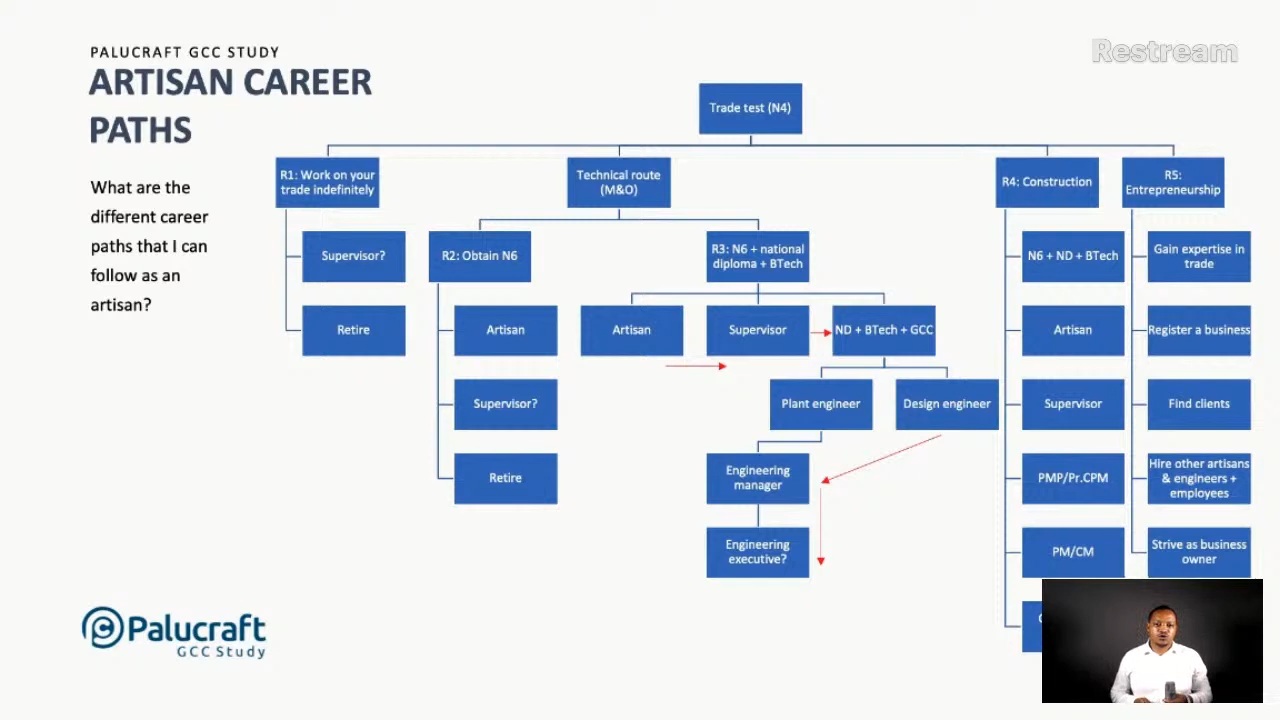 PALUCRAFT GCC STUDY
ARTISAN CAREER
PATHS
What are the
different career
paths that I can
follow as an
artisan?
Restream
Trade test (N4)
R1: Work on your
trade indefinitely
Supervisor?
Retire
Technical route
(M&O)
R2: Obtain N6
Artisan
Supervisor?
Retire
R3: N6 + national
diploma + BTech
Artisan
Supervisor
ND + BTech + GCC
Plant engineer
Design engineer
Engineering
manager
Engineering
executive?
R4: Construction
N6 + ND + BTech
Artisan
Supervisor
PMP/Pr.CPM
PM/CM
R5:
Entrepreneurship
Gain expertise in
trade
Register a business
Find clients
Hire other artisans
& engineers +
employees
Strive as business
owner
Palucraft
GCC Study